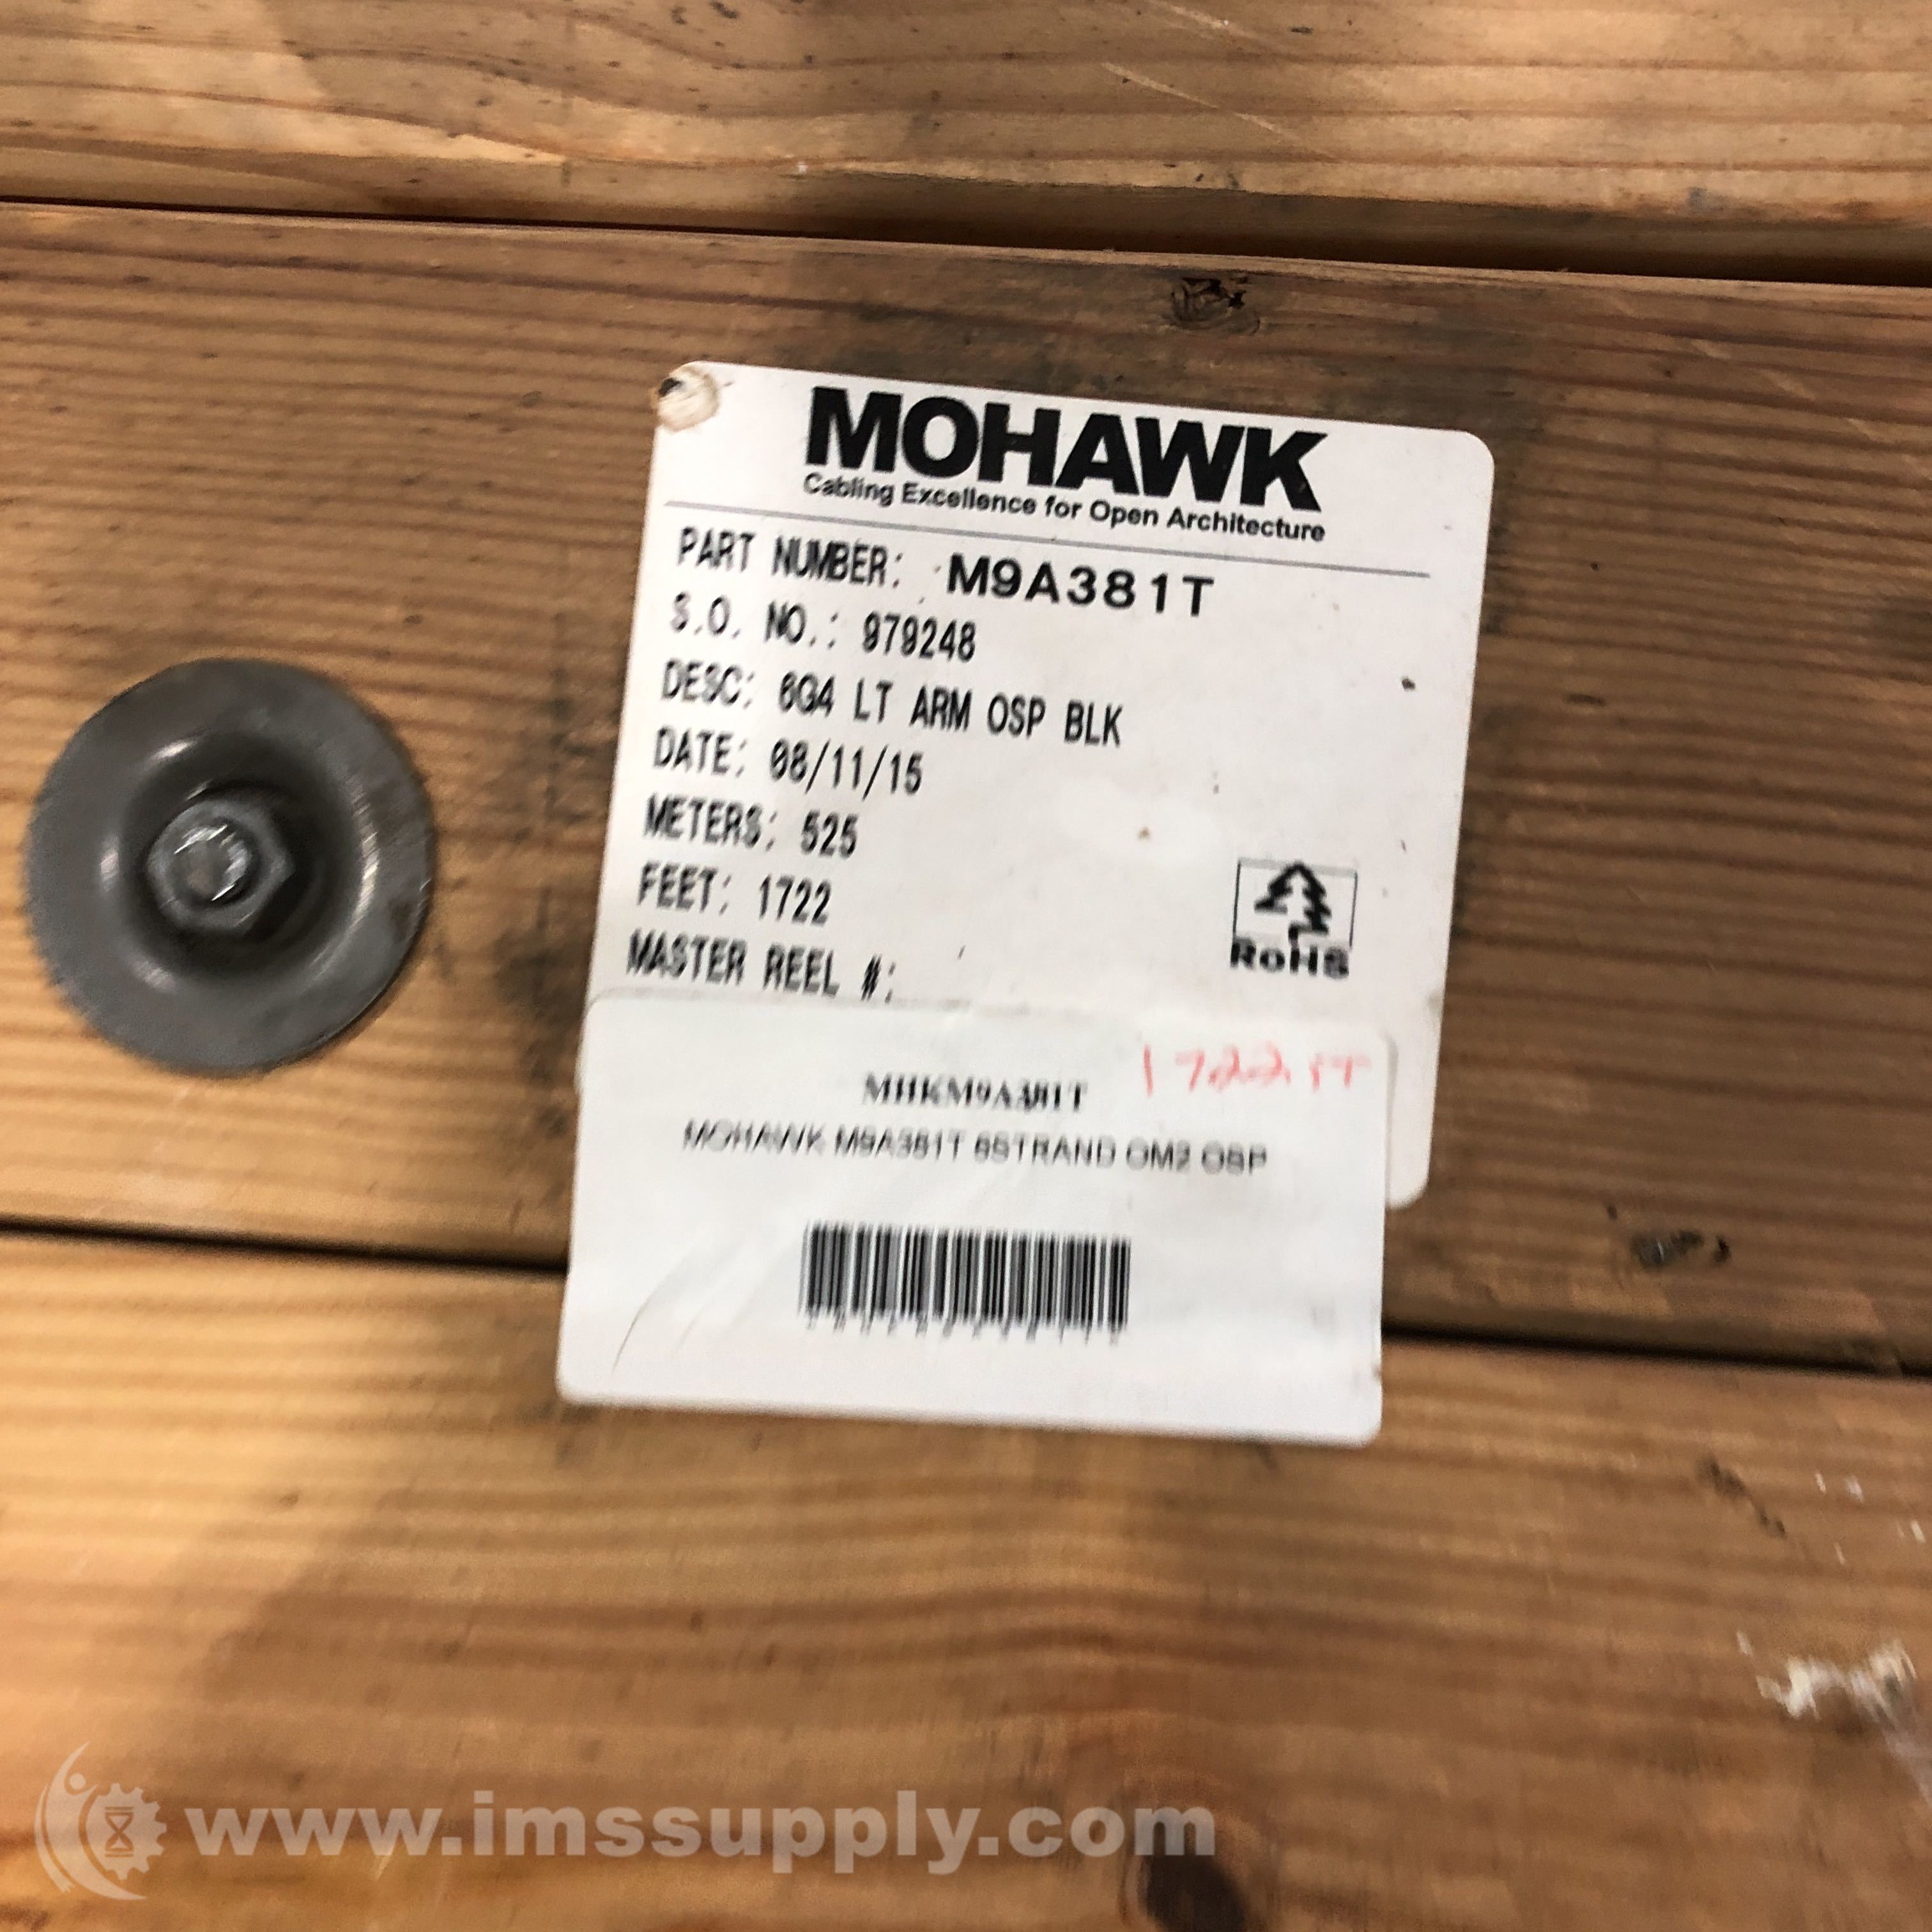 MOHAWK
Cabling Excellence for Open Architecture
PART NUMBER: M9A381T
S.O. NO.: 979248
DESC: 6G4 LT ARM OSP BLK
DATE: 08/11/15
METERS: 525
FEET: 1722
MASTER REEL #:
RoHS
1722 FT
MHKM9A381T
MOHAWK M9A381T 6STRAND OM2 OSP
www.imssupply.com